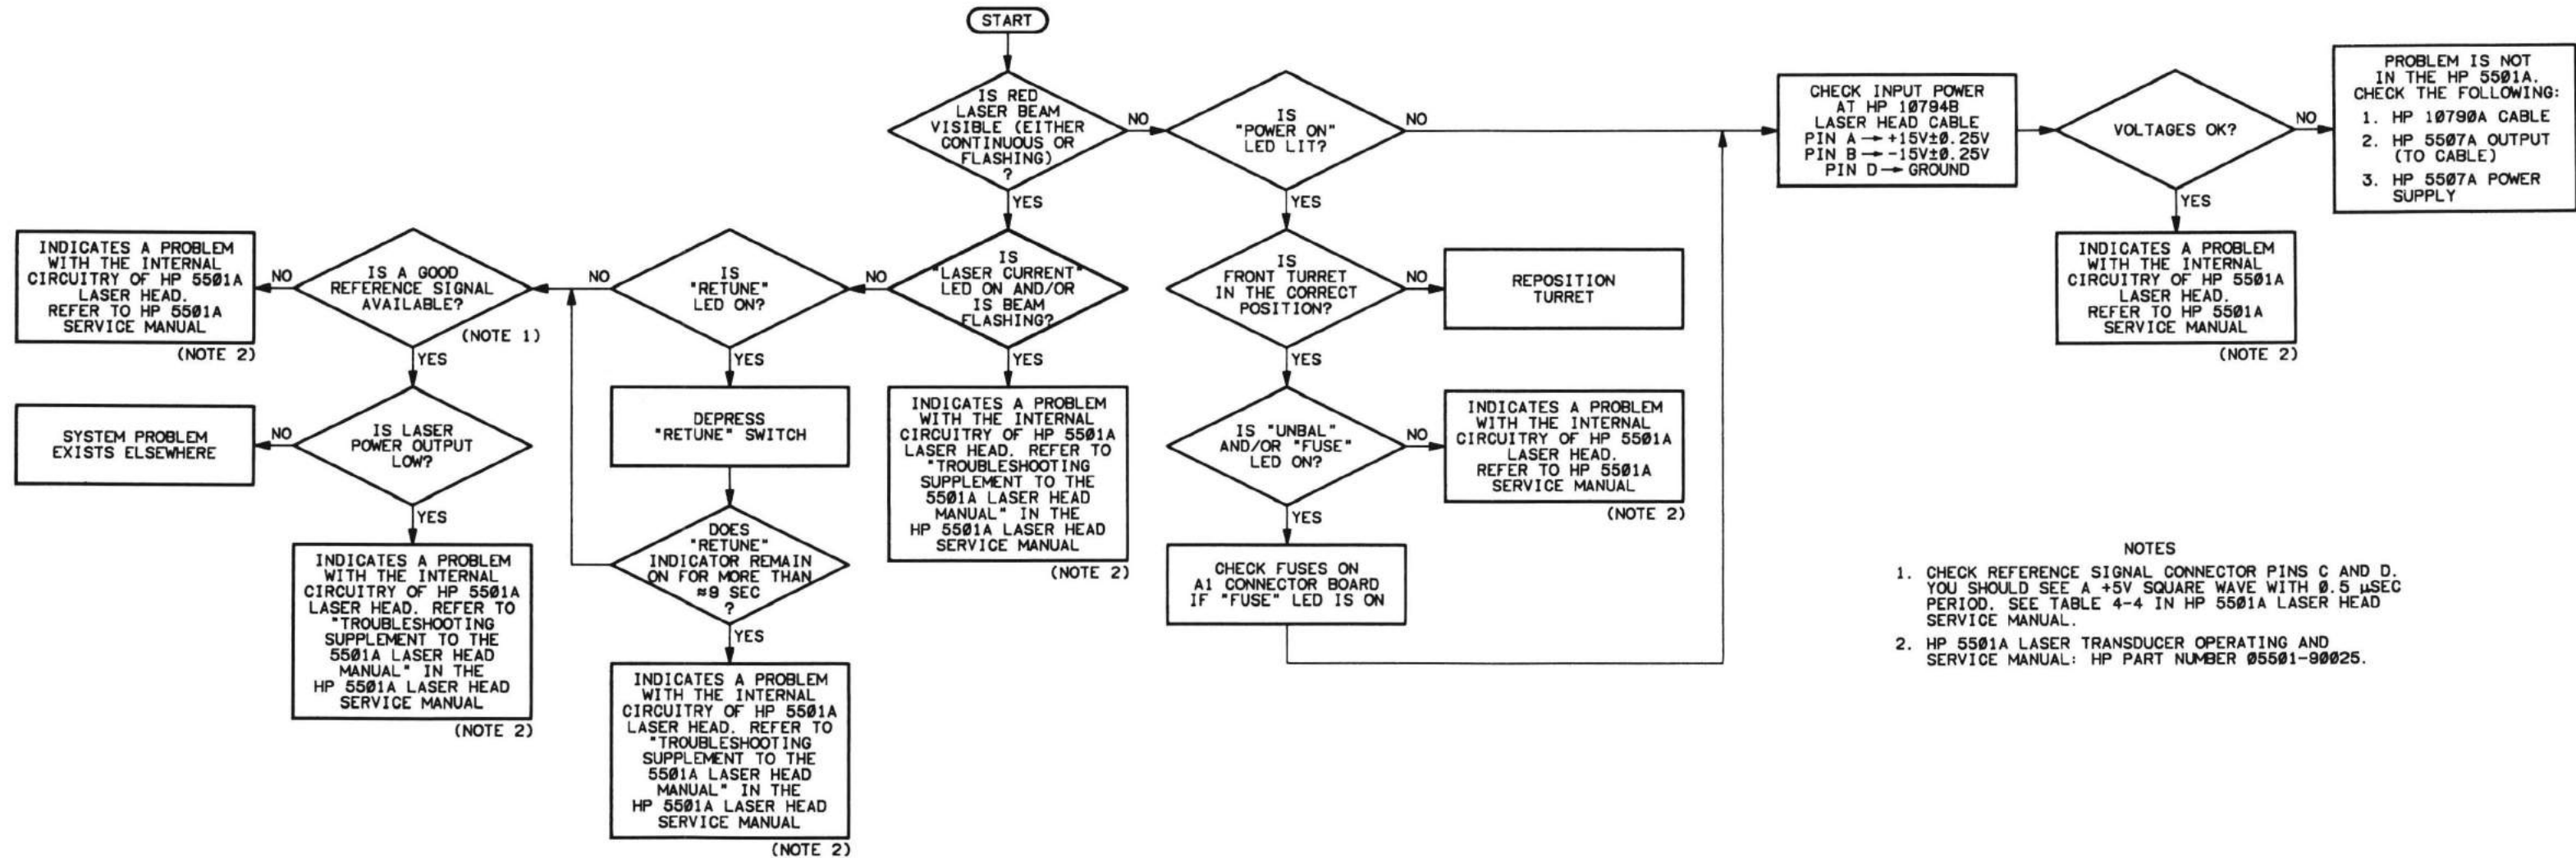 START
IS RED
LASER BEAM
VISIBLE (EITHER
CONTINUOUS OR
FLASHING)
?
NO
YES
IS
"POWER ON"
LED LIT?
NO
YES
CHECK INPUT POWER
AT HP 10794B
LASER HEAD CABLE
PIN A → +15V±0.25V
PIN B → -15V±0.25V
PIN D → GROUND
VOLTAGES OK?
NO
YES
PROBLEM IS NOT
IN THE HP 5501A.
CHECK THE FOLLOWING:
1. HP 10790A CABLE
2. HP 5507A OUTPUT
(TO CABLE)
3. HP 5507A POWER
SUPPLY
INDICATES A PROBLEM
WITH THE INTERNAL
CIRCUITRY OF HP 5501A
LASER HEAD.
REFER TO HP 5501A
SERVICE MANUAL
(NOTE 2)
NO
IS A GOOD
REFERENCE SIGNAL
AVAILABLE?
(NOTE 1)
YES
NO
IS
"RETUNE"
LED ON?
YES
NO
IS
"LASER CURRENT"
LED ON AND/OR
IS BEAM
FLASHING?
YES
IS
FRONT TURRET
IN THE CORRECT
POSITION?
NO
YES
REPOSITION
TURRET
INDICATES A PROBLEM
WITH THE INTERNAL
CIRCUITRY OF HP 5501A
LASER HEAD.
REFER TO HP 5501A
SERVICE MANUAL
(NOTE 2)
SYSTEM PROBLEM
EXISTS ELSEWHERE
NO
IS LASER
POWER OUTPUT
LOW?
YES
DEPRESS
"RETUNE" SWITCH
INDICATES A PROBLEM
WITH THE INTERNAL
CIRCUITRY OF HP 5501A
LASER HEAD. REFER TO
"TROUBLESHOOTING
SUPPLEMENT TO THE
5501A LASER HEAD
MANUAL" IN THE
HP 5501A LASER HEAD
SERVICE MANUAL
(NOTE 2)
IS "UNBAL"
AND/OR "FUSE"
LED ON?
NO
YES
INDICATES A PROBLEM
WITH THE INTERNAL
CIRCUITRY OF HP 5501A
LASER HEAD.
REFER TO HP 5501A
SERVICE MANUAL
(NOTE 2)
INDICATES A PROBLEM
WITH THE INTERNAL
CIRCUITRY OF HP 5501A
LASER HEAD. REFER TO
"TROUBLESHOOTING
SUPPLEMENT TO THE
5501A LASER HEAD
MANUAL" IN THE
HP 5501A LASER HEAD
SERVICE MANUAL
(NOTE 2)
DOES
"RETUNE"
INDICATOR REMAIN
ON FOR MORE THAN
≈9 SEC
?
YES
CHECK FUSES ON
A1 CONNECTOR BOARD
IF "FUSE" LED IS ON
INDICATES A PROBLEM
WITH THE INTERNAL
CIRCUITRY OF HP 5501A
LASER HEAD. REFER TO
"TROUBLESHOOTING
SUPPLEMENT TO THE
5501A LASER HEAD
MANUAL" IN THE
HP 5501A LASER HEAD
SERVICE MANUAL
(NOTE 2)
NOTES
1. CHECK REFERENCE SIGNAL CONNECTOR PINS C AND D.
YOU SHOULD SEE A +5V SQUARE WAVE WITH 0.5 µSEC
PERIOD. SEE TABLE 4-4 IN HP 5501A LASER HEAD
SERVICE MANUAL.
2. HP 5501A LASER TRANSDUCER OPERATING AND
SERVICE MANUAL: HP PART NUMBER 05501-90025.